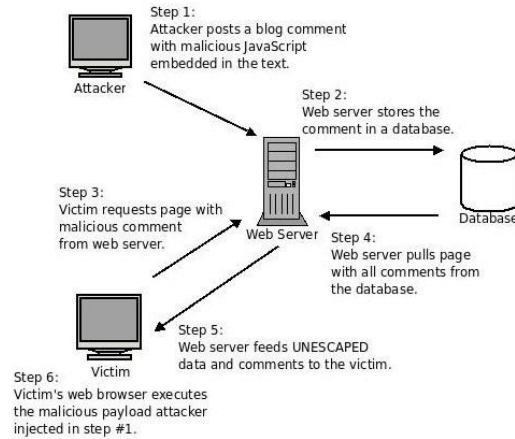 Step 1:
Attacker posts a blog comment
with malicious JavaScript
embedded in the text.
Attacker
Step 2:
Web server stores the
comment in a database.
Step 3:
Victim requests page with
malicious comment
from web server.
Web Server
Database
Step 4:
Web server pulls page
with all comments from
the database.
Step 5:
Web server feeds UNESCAPED
data and comments to the victim.
Victim
Step 6:
Victim's web browser executes
the malicious payload attacker
injected in step #1.